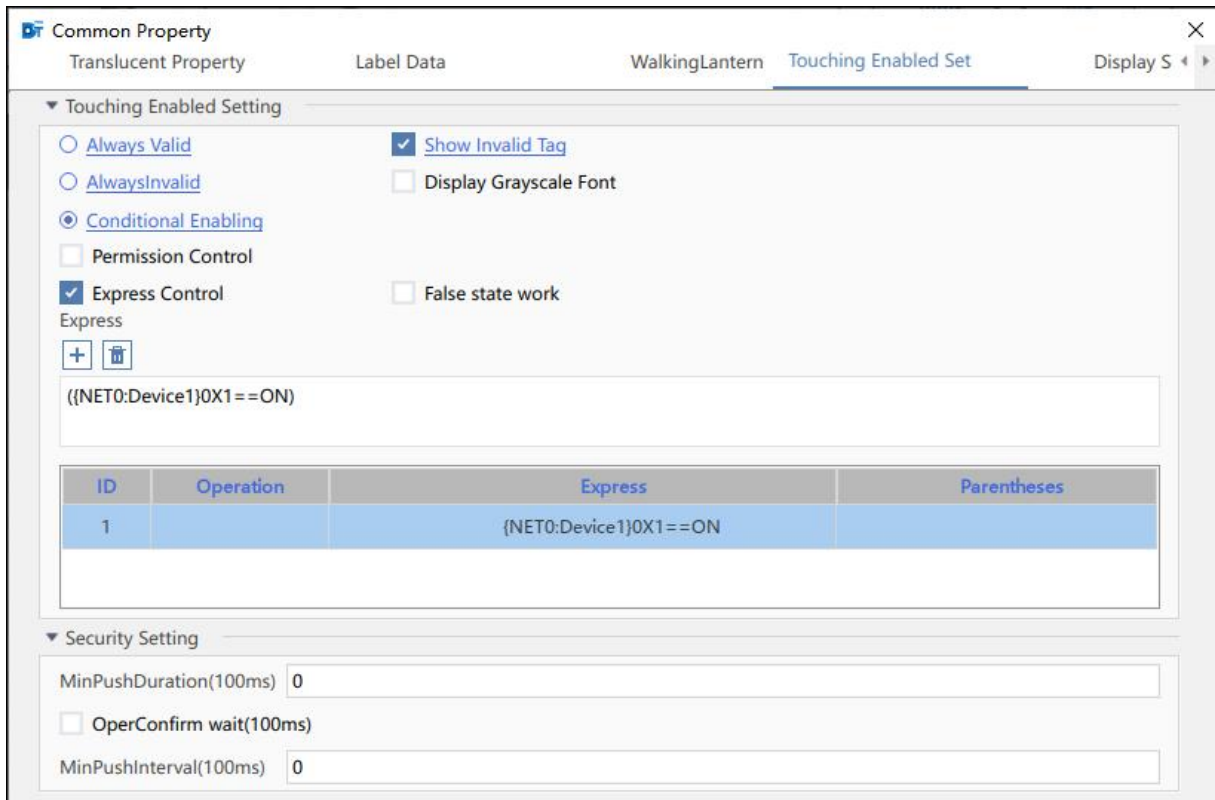 Common Property
Translucent Property Label Data WalkingLantern Touching Enabled Set Display S
Touching Enabled Setting
Always Valid Show Invalid Tag
AlwaysInvalid Display Grayscale Font
Conditional Enabling
Permission Control
Express Control False state work
Express
({NET0:Device1}0X1==ON)
ID Operation Express Parentheses
1 {NET0:Device1}0X1==ON
Security Setting
MinPushDuration(100ms) 0
OperConfirm wait(100ms)
MinPushInterval(100ms) 0